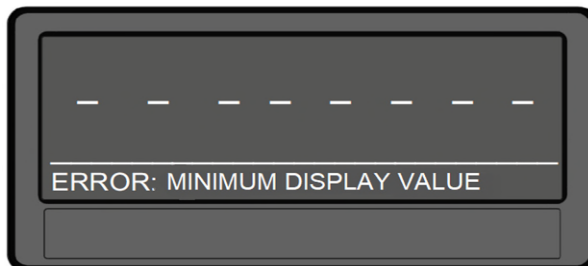 - - - - - - - -
ERROR: MINIMUM DISPLAY VALUE